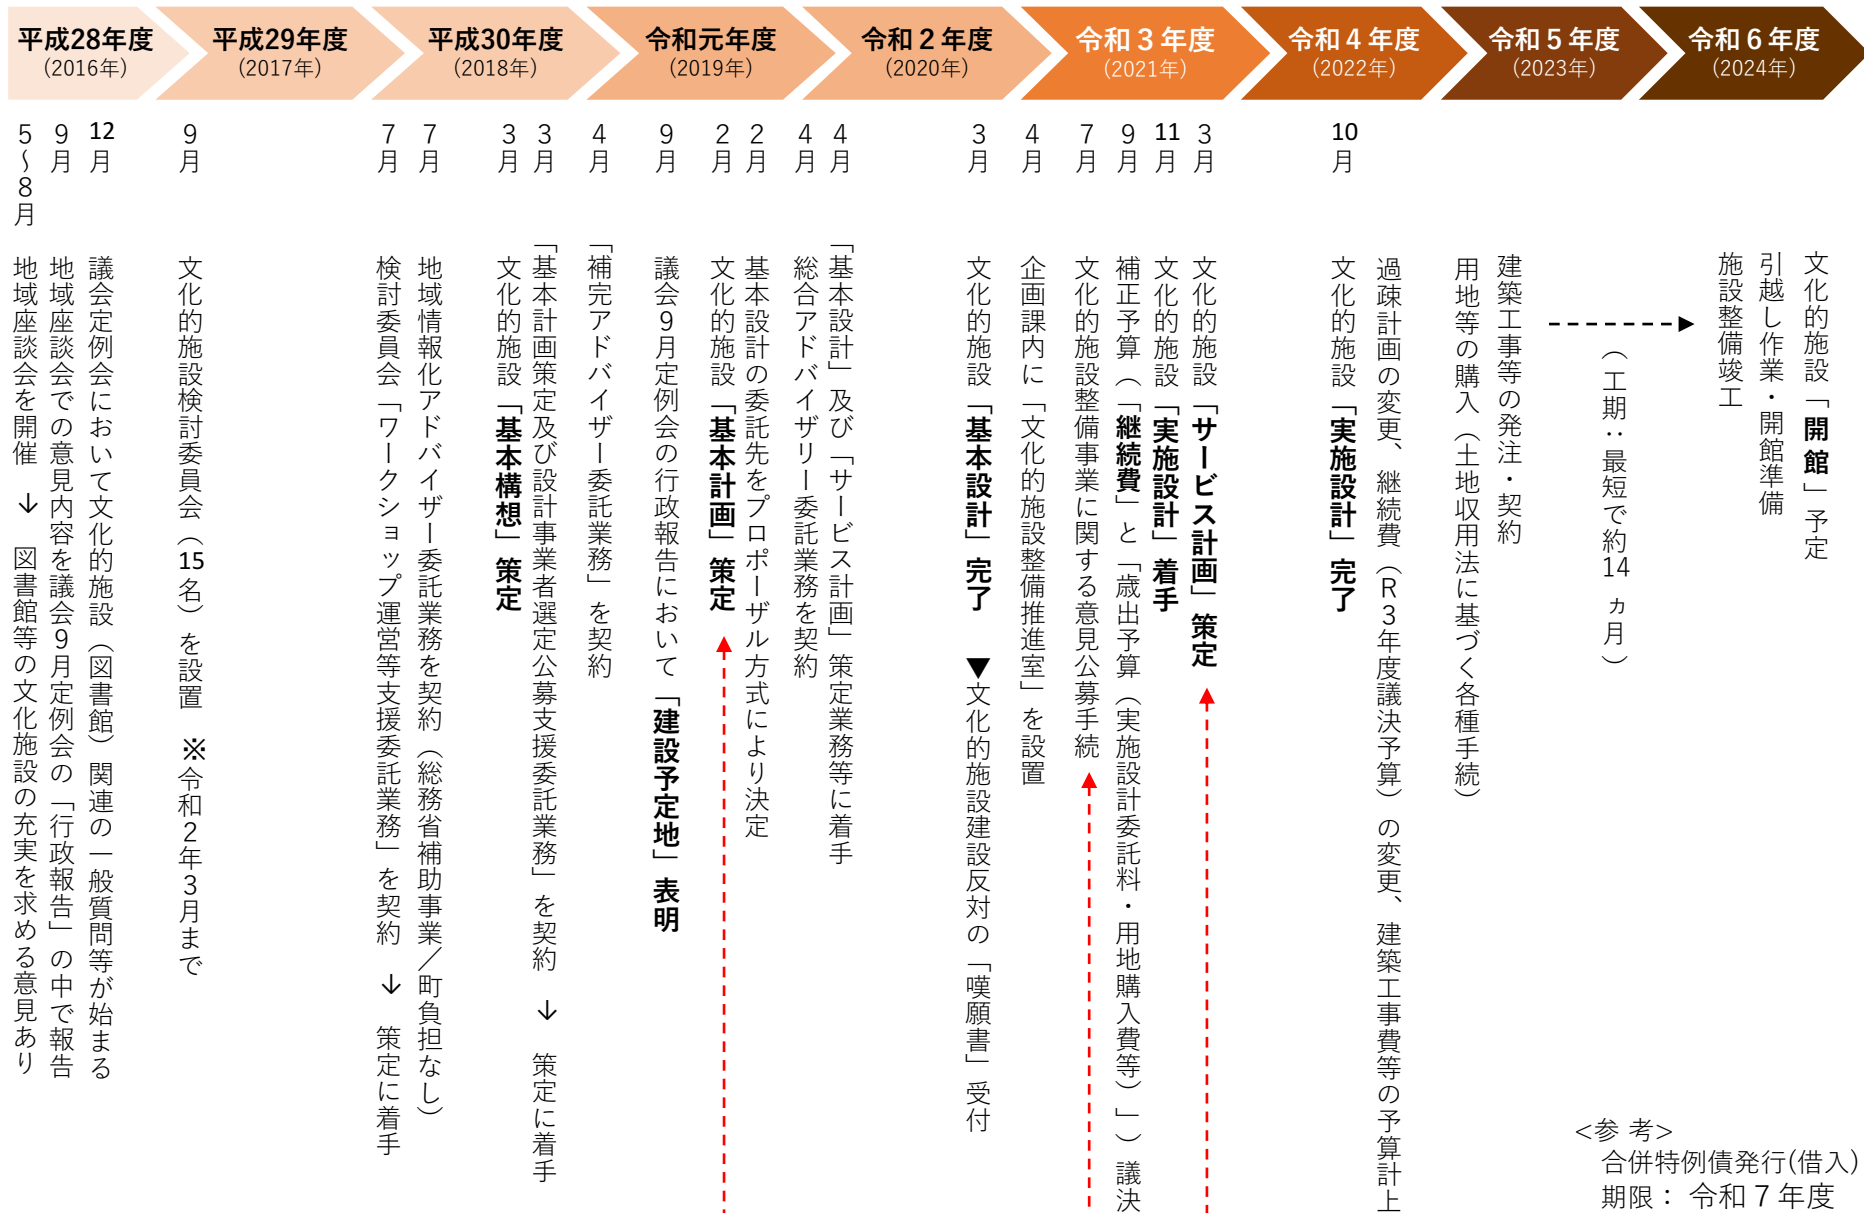 平成28年度
(2016年)
平成29年度
(2017年)
平成30年度
(2018年)
令和元年度
(2019年)
令和２年度
(2020年)
令和３年度
(2021年)
令和４年度
(2022年)
令和５年度
(2023年)
令和６年度
(2024年)
５～８月　地域座談会を開催　→　図書館等の文化施設の充実を求める意見あり
９月　地域座談会での意見内容を議会９月定例会の「行政報告」の中で報告
12月　議会定例会において文化的施設（図書館）関連の一般質問等が始まる
９月　文化的施設検討委員会（15名）を設置　※令和２年３月まで
７月　検討委員会「ワークショップ運営等支援委託業務」を契約　→　策定に着手
７月　地域情報化アドバイザー委託業務を契約（総務省補助事業／町負担なし）
３月　文化的施設「基本構想」策定
３月　「基本計画策定及び設計事業者選定公募支援委託業務」を契約　→　策定に着手
４月　「補完アドバイザー委託業務」を契約
９月　議会９月定例会の行政報告において「建設予定地」表明
２月　文化的施設「基本計画」策定
２月　基本設計の委託先をプロポーザル方式により決定
４月　総合アドバイザリー委託業務を契約
４月　「基本設計」及び「サービス計画」策定業務等に着手
３月　文化的施設「基本設計」完了　▼文化的施設建設反対の「嘆願書」受付
４月　企画課内に「文化的施設整備推進室」を設置
７月　文化的施設整備事業に関する意見公募手続
９月　補正予算（「継続費」と「歳出予算（実施設計委託料・用地購入費等）」）議決
11月　文化的施設「実施設計」着手
３月　文化的施設「サービス計画」策定
10月　文化的施設「実施設計」完了
過疎計画の変更、継続費（Ｒ３年度議決予算）の変更、建築工事費等の予算計上
用地等の購入（土地収用法に基づく各種手続）
建築工事等の発注・契約
（工期：最短で約14ヵ月）
施設整備竣工
引越し作業・開館準備
文化的施設「開館」予定
<参 考>
合併特例債発行(借入)
期限： 令和７年度